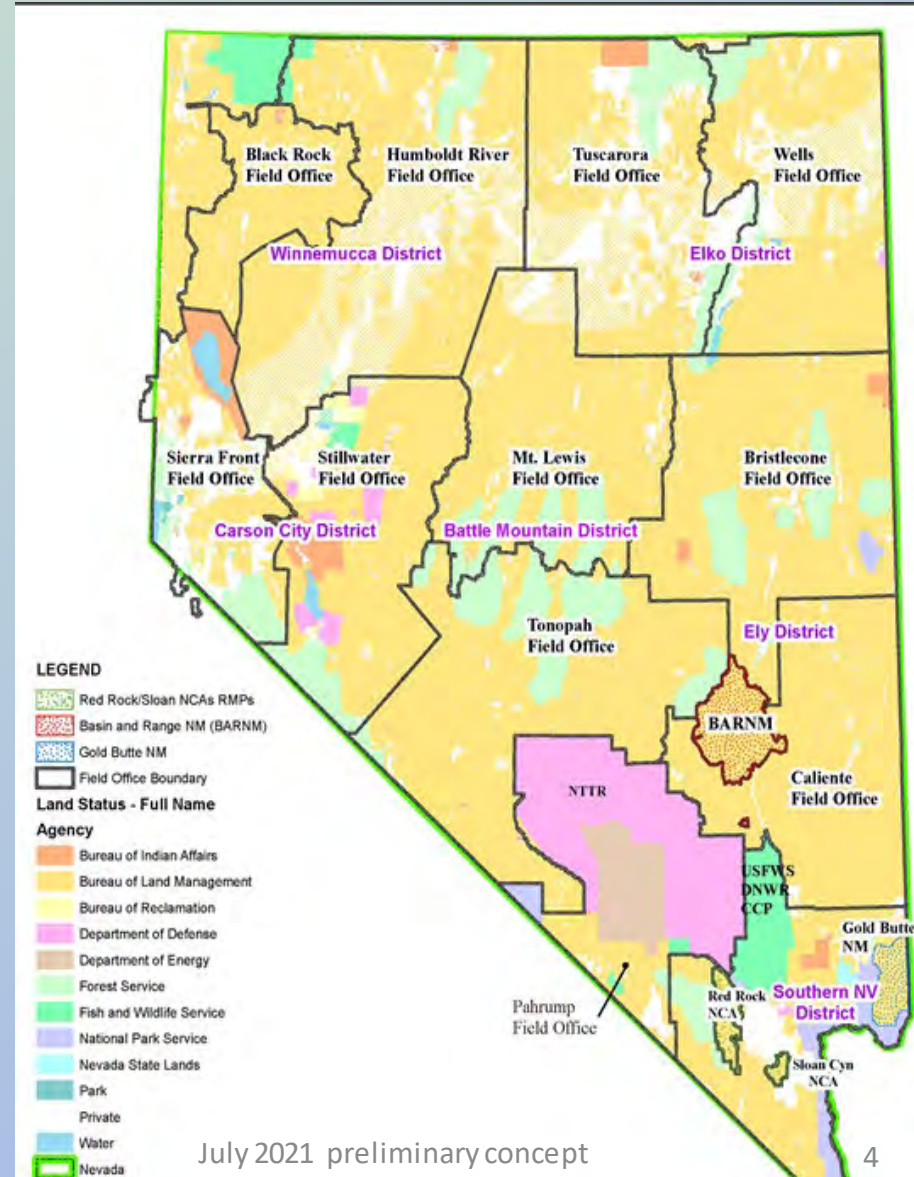 Black Rock
Field Office
Humboldt River
Field Office
Tuscarora
Field Office
Wells
Field Office
Winnemucca District
Elko District
Sierra Front
Field Office
Stillwater
Field Office
Mt. Lewis
Field Office
Bristlecone
Field Office
Carson City District
Battle Mountain District
Tonopah
Field Office
Ely District
BARNM
NTTR
Caliente
Field Office
USFWS
DNWR
CCP
Gold Butte
NM
Pahrump
Field Office
Red Rock
NCA
Southern NV
District
Sloan Cyn
NCA
LEGEND
Red Rock/Sloan NCAs RMPs
Basin and Range NM (BARNM)
Gold Butte NM
Field Office Boundary
Land Status - Full Name
Agency
Bureau of Indian Affairs
Bureau of Land Management
Bureau of Reclamation
Department of Defense
Department of Energy
Forest Service
Fish and Wildlife Service
National Park Service
Nevada State Lands
Park
Private
Water
Nevada
July 2021 preliminary concept
4